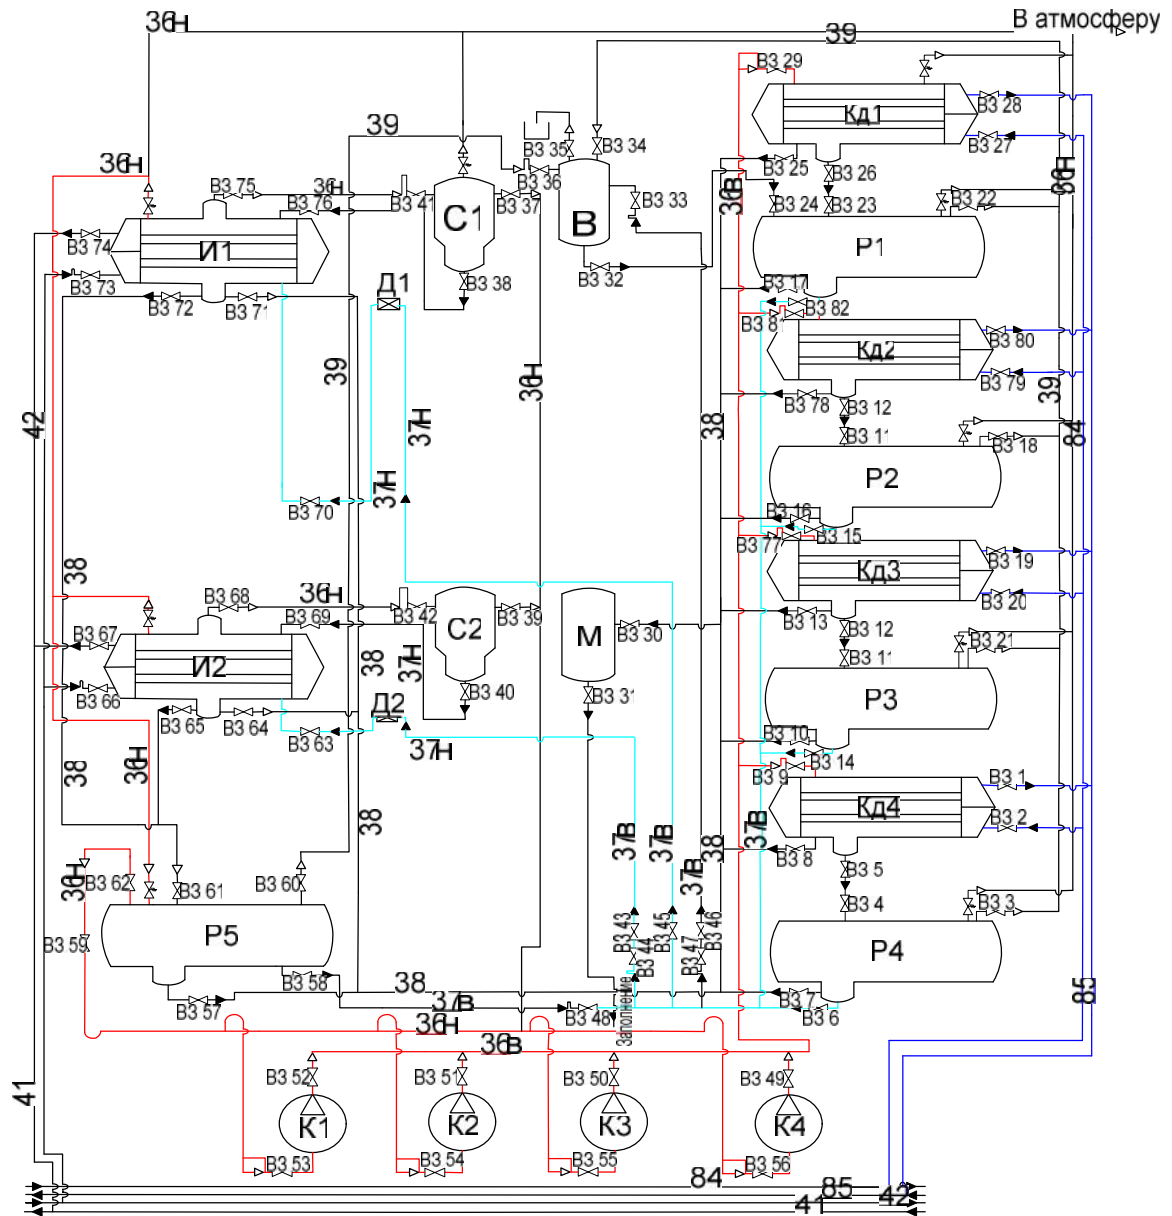 36н
39
В атмосферу
ВЗ 29
ВЗ 28
Кд1
ВЗ 27
39
ВЗ 35
ВЗ 34
36н
ВЗ 25
ВЗ 26
36н
36в
ВЗ 75
36н
ВЗ 76
ВЗ 41
С1
ВЗ 37
ВЗ 36
В
ВЗ 33
ВЗ 24
ВЗ 23
ВЗ 22
Р1
ВЗ 74
И1
ВЗ 73
ВЗ 38
ВЗ 32
ВЗ 17
Д1
ВЗ 72
ВЗ 71
ВЗ 82
ВЗ 81
ВЗ 80
Кд2
39
36н
ВЗ 79
39
ВЗ 78
ВЗ 12
42
37н
38
ВЗ 11
ВЗ 18
84
37н
Р2
ВЗ 70
ВЗ 16
ВЗ 15
ВЗ 77
ВЗ 19
Кд3
38
ВЗ 20
ВЗ 68
36н
ВЗ 69
ВЗ 42
С2
ВЗ 39
М
ВЗ 30
ВЗ 13
ВЗ 12
ВЗ 67
И2
38
37н
ВЗ 11
ВЗ 21
ВЗ 66
ВЗ 40
ВЗ 31
Р3
Д2
ВЗ 65
ВЗ 64
ВЗ 63
37н
ВЗ 10
ВЗ 14
38
36н
ВЗ 9
ВЗ 1
Кд4
38
ВЗ 2
37в
37в
38
37в
36н
ВЗ 8
ВЗ 5
ВЗ 62
ВЗ 61
ВЗ 60
37в
ВЗ 4
ВЗ 3
ВЗ 59
Р5
ВЗ 43
ВЗ 44
ВЗ 45
ВЗ 46
ВЗ 47
Р4
ВЗ 58
38
85
ВЗ 57
37в
ВЗ 48
Заполнение
ВЗ 7
ВЗ 6
36н
36в
ВЗ 52
ВЗ 51
ВЗ 50
ВЗ 49
41
К1
К2
К3
К4
ВЗ 53
ВЗ 54
ВЗ 55
ВЗ 56
84
85
42
41